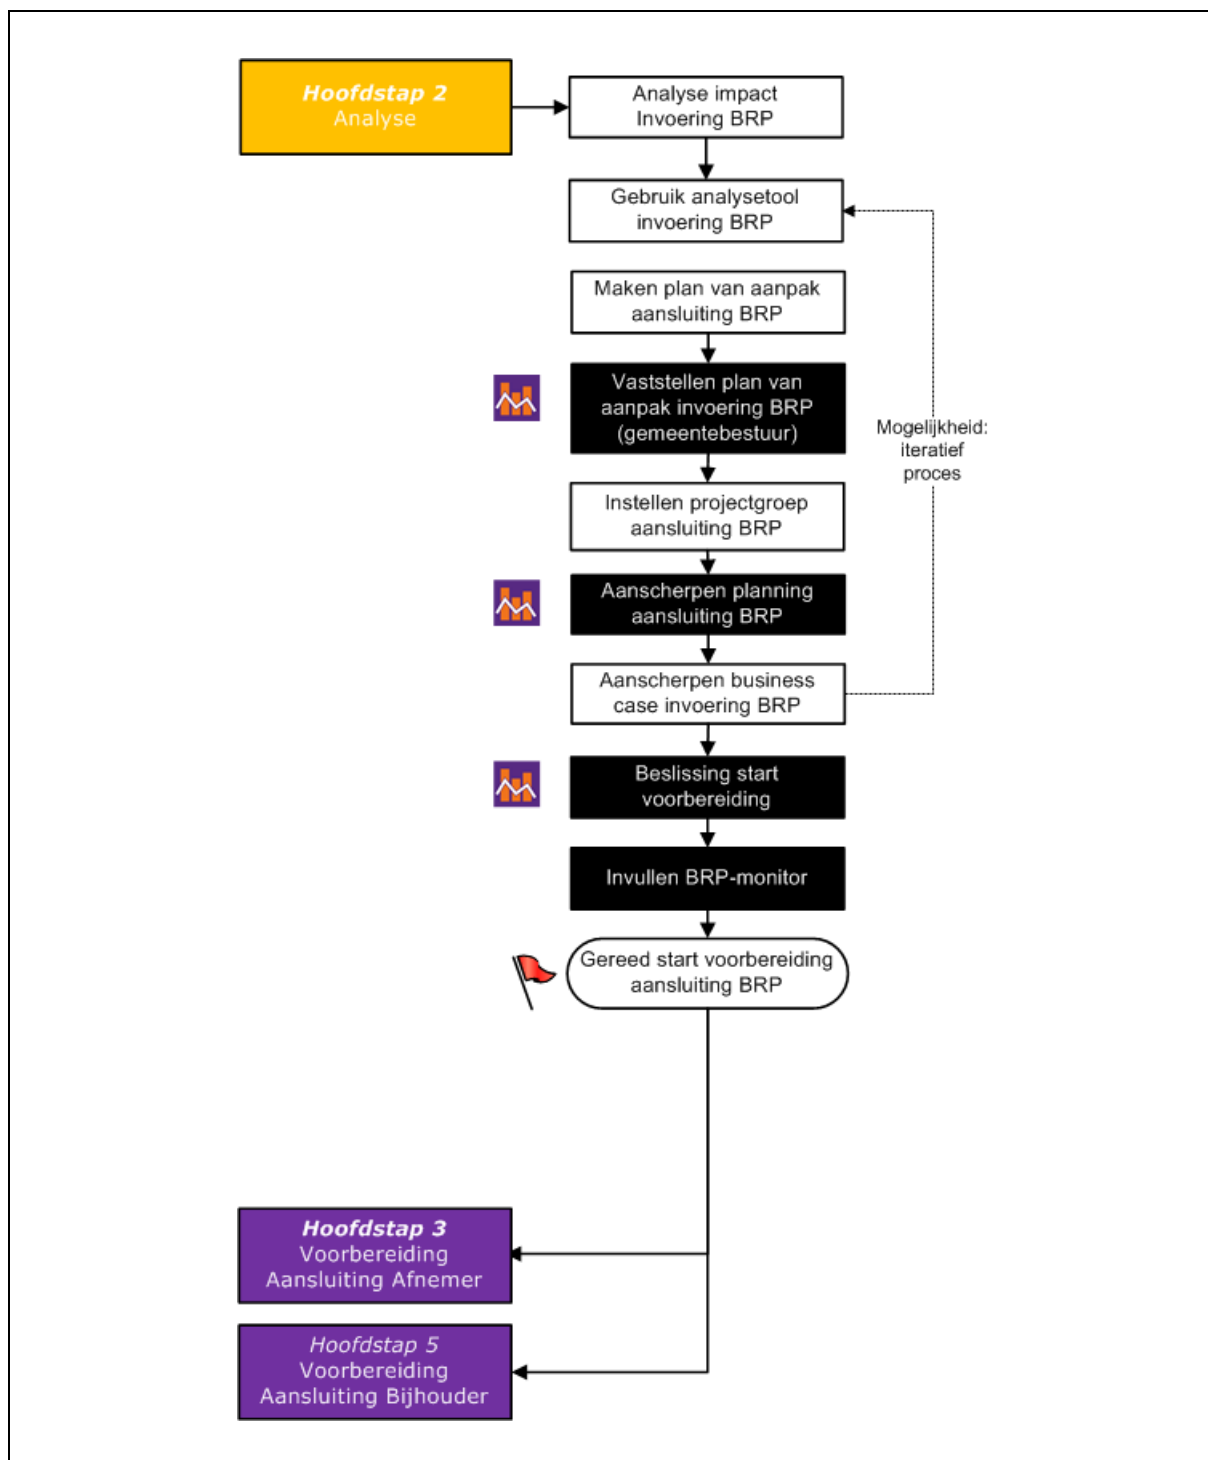 Hoofdstap 2
Analyse
Analyse impact
Invoering BRP
Gebruik analysetool
invoering BRP
Maken plan van aanpak
aansluiting BRP
Vaststellen plan van
aanpak invoering BRP
(gemeentebestuur)
Mogelijkheid:
iteratief
proces
Instellen projectgroep
aansluiting BRP
Aanscherpen planning
aansluiting BRP
Aanscherpen business
case invoering BRP
Beslissing start
voorbereiding
Invullen BRP-monitor
Gereed start voorbereiding
aansluiting BRP
Hoofdstap 3
Voorbereiding
Aansluiting Afnemer
Hoofdstap 5
Voorbereiding
Aansluiting Bijhouder